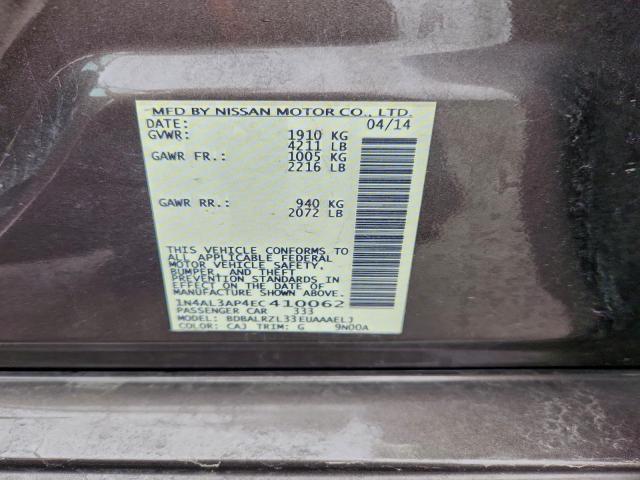 MFD BY NISSAN MOTOR CO., LTD.
DATE: 04/14
GVWR: 1910 KG
4211 LB
GAWR FR.: 1005 KG
2216 LB
GAWR RR.: 940 KG
2072 LB
THIS VEHICLE CONFORMS TO
ALL APPLICABLE FEDERAL
MOTOR VEHICLE SAFETY,
BUMPER, AND THEFT
PREVENTION STANDARDS
IN EFFECT ON THE DATE OF
MANUFACTURE SHOWN ABOVE.
1N4AL3AP4EC410062
PASSENGER CAR 333
MODEL: BDBALRZL33EUAAAELJ
COLOR: CAJ TRIM: G 9N00A